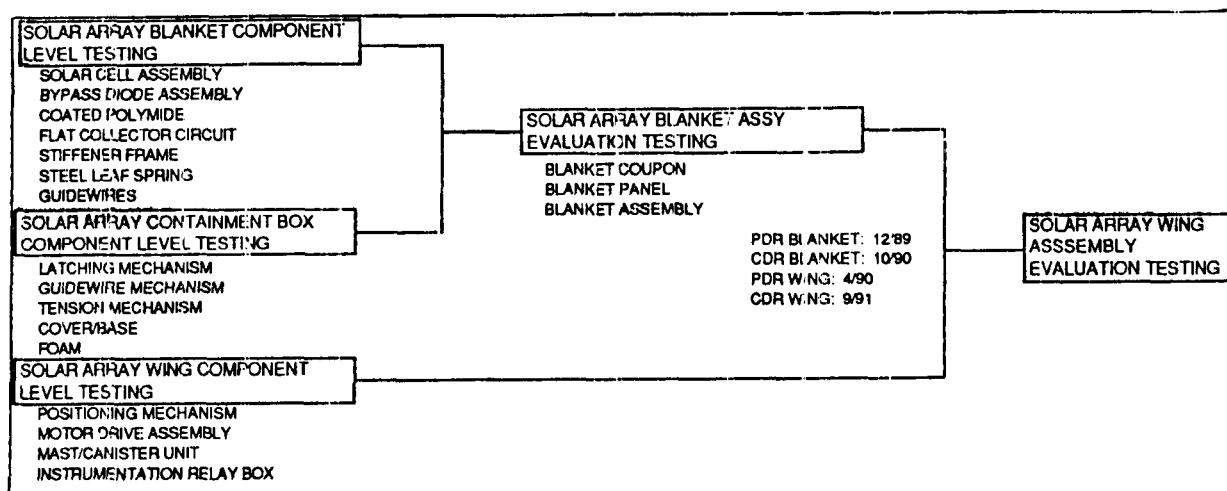 SOLAR ARRAY BLANKET COMPONENT
LEVEL TESTING
SOLAR CELL ASSEMBLY
BYPASS DIODE ASSEMBLY
COATED POLYMIDE
FLAT COLLECTOR CIRCUIT
STIFFENER FRAME
STEEL LEAF SPRING
GUIDEWIRES
SOLAR ARRAY CONTAINMENT BOX
COMPONENT LEVEL TESTING
LATCHING MECHANISM
GUIDEWIRE MECHANISM
TENSION MECHANISM
COVER/BASE
FOAM
SOLAR ARRAY WING COMPONENT
LEVEL TESTING
POSITIONING MECHANISM
MOTOR DRIVE ASSEMBLY
MAST/CANISTER UNIT
INSTRUMENTATION RELAY BOX
SOLAR ARRAY BLANKET ASSY
EVALUATION TESTING
BLANKET COUPON
BLANKET PANEL
BLANKET ASSEMBLY
PDR BLANKET: 12/89
CDR BLANKET: 10/90
PDR WING: 4/90
CDR WING: 9/91
SOLAR ARRAY WING
ASSSEMBLY
EVALUATION TESTING